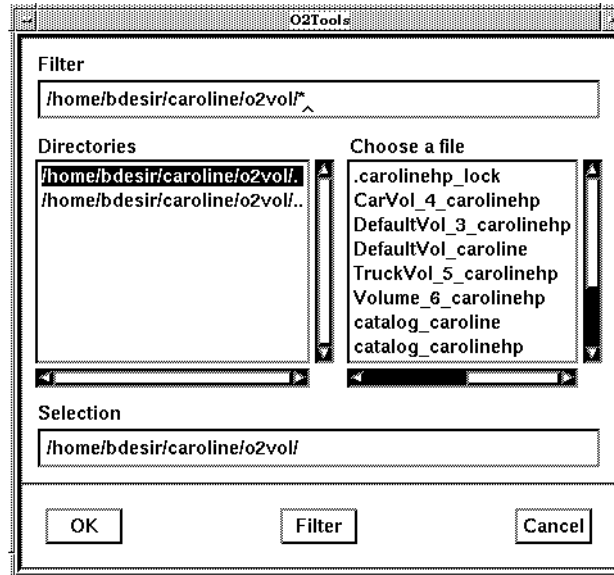 O2Tools
Filter
/home/bdesir/caroline/o2vol/*
Directories
/home/bdesir/caroline/o2vol/.
/home/bdesir/caroline/o2vol/..
Choose a file
.carolinehp_lock
CarVol_4_carolinehp
DefaultVol_3_carolinehp
DefaultVol_caroline
TruckVol_5_carolinehp
Volume_6_carolinehp
catalog_caroline
catalog_carolinehp
Selection
/home/bdesir/caroline/o2vol/
OK
Filter
Cancel